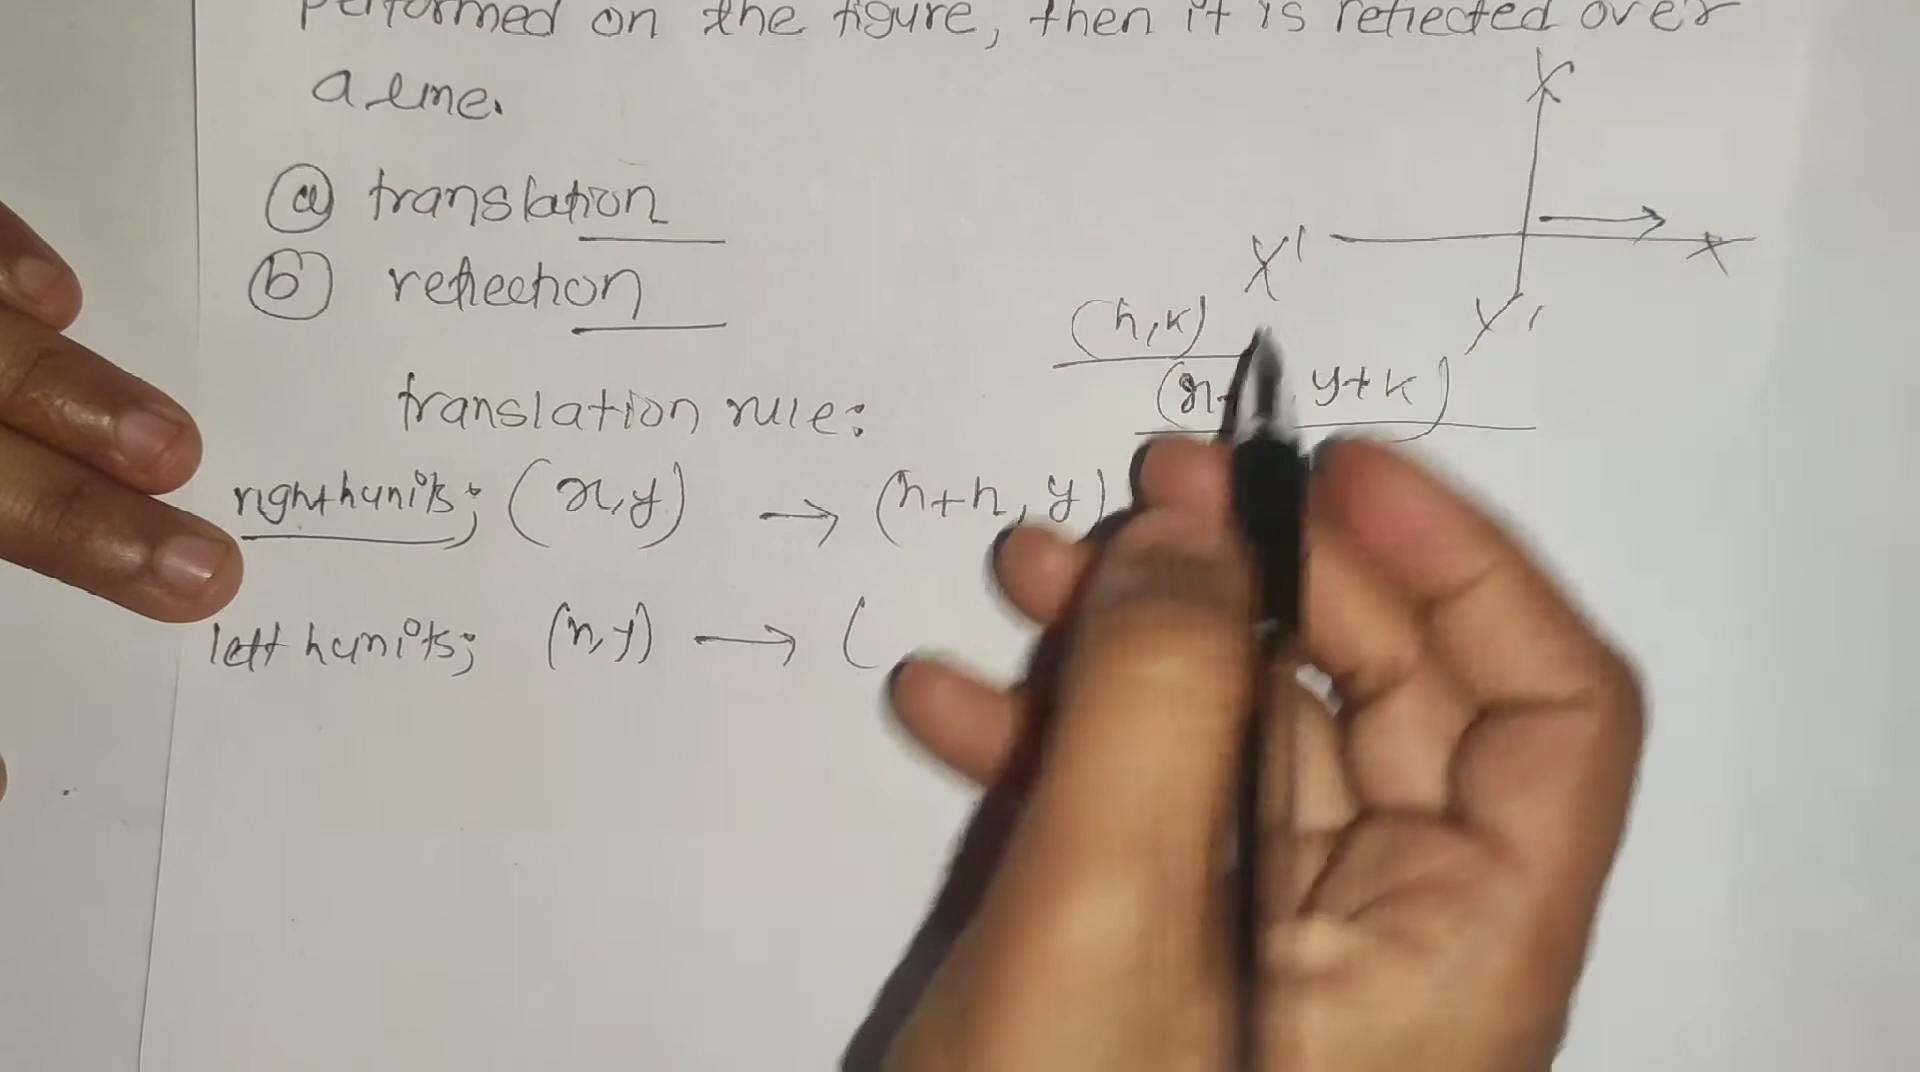 performed on the figure, then it is reflected over
a line.
(a) translation
(b) reflection
X
X' X
Y'
(h,k)
y+k)
translation rule:
right h units; (x,y) → (h+h, y)
left h units; (x,y) → (